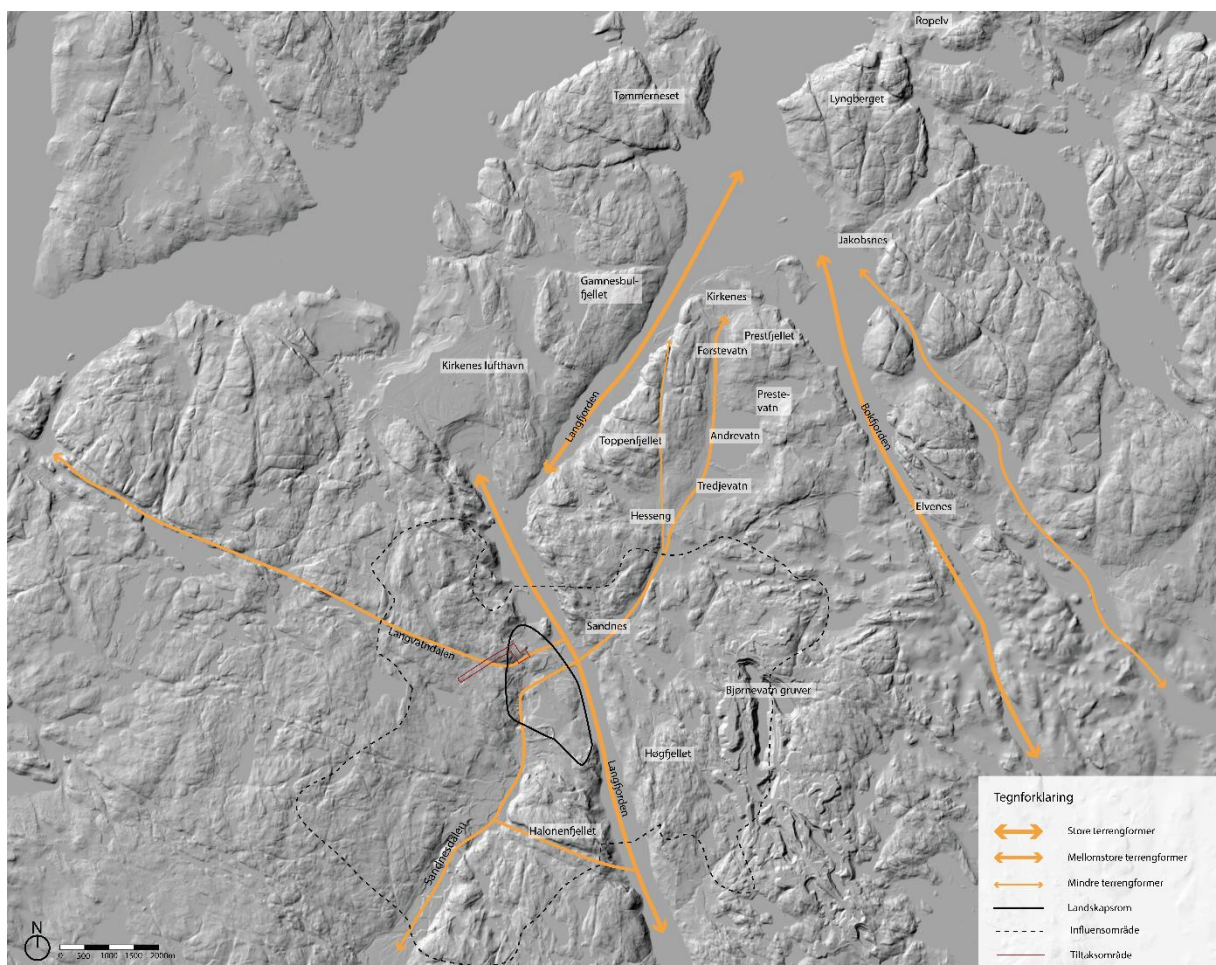 Ropelv
Tømmerneset
Lyngberget
Jakobsnes
Gamnesbul-
fjellet
Kirkenes
Prestfjellet
Førstevatn
Kirkenes lufthavn
Langfjorden
Preste-
vatn
Bøkfjorden
Toppenfjellet
Andrevatn
Tredjevatn
Elvenes
Hesseng
Sandnes
Langvatndalen
Bjørnevatn gruver
Høgfjellet
Langfjorden
Halonenfjellet
Sandnesdalen
Tegnforklaring
Store terrengformer
Mellomstore terrengformer
Mindre terrengformer
Landskapsrom
Influensområde
Tiltaksområde
N
0 500 1000 1500 2000m